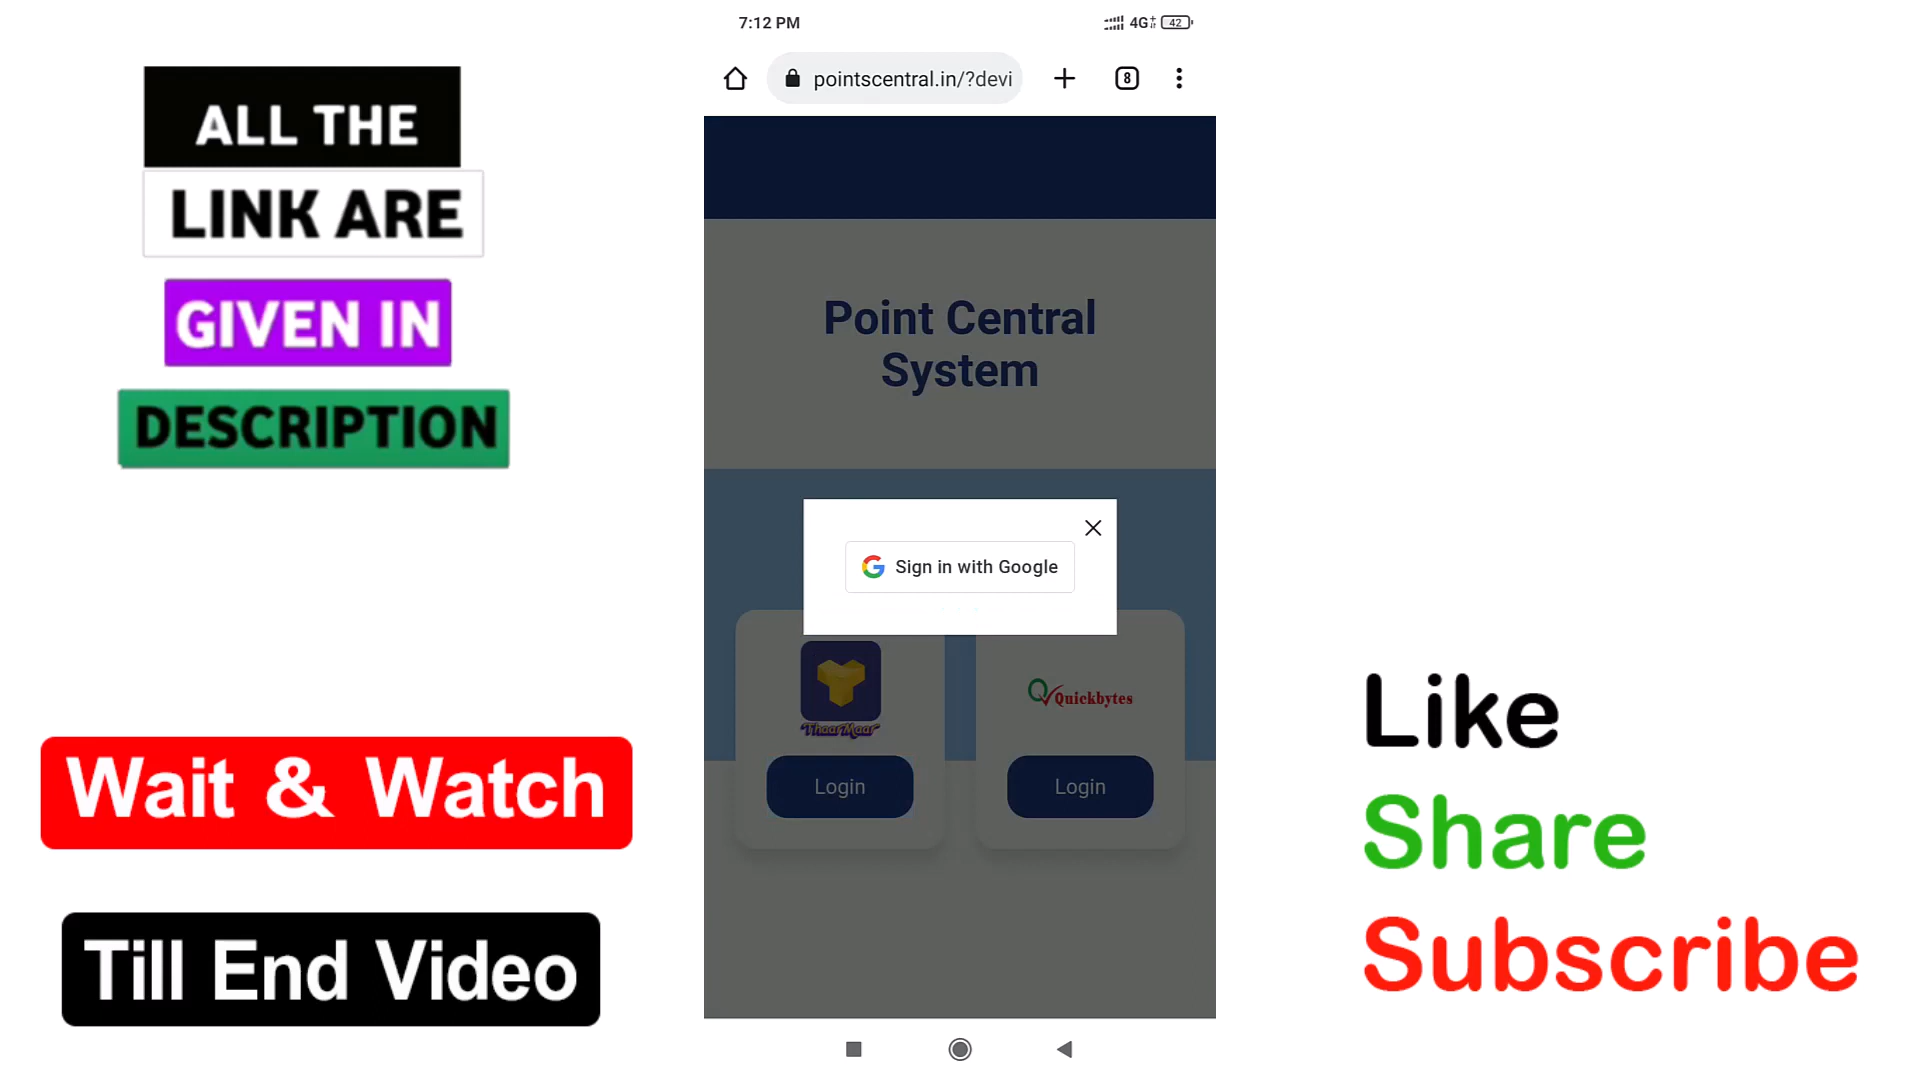 ALL THE
LINK ARE
GIVEN IN
DESCRIPTION
Wait & Watch
Till End Video
7:12 PM
4G+
42
pointscentral.in/?devi
8
Point Central
System
Sign in with Google
ThaarMaar
Quickbytes
Login
Login
Like
Share
Subscribe